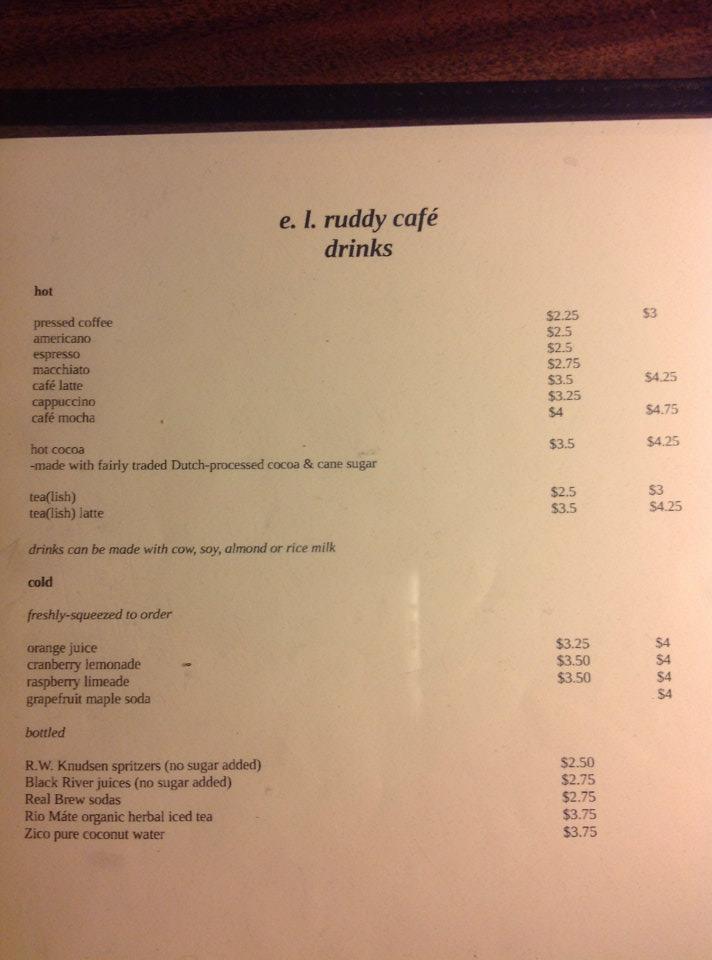 e. l. ruddy café
drinks
hot
pressed coffee $2.25 $3
americano $2.5
espresso $2.5
macchiato $2.75
café latte $3.5 $4.25
cappuccino $3.25
café mocha $4 $4.75
hot cocoa $3.5 $4.25
-made with fairly traded Dutch-processed cocoa & cane sugar
tea(lish) $2.5 $3
tea(lish) latte $3.5 $4.25
drinks can be made with cow, soy, almond or rice milk
cold
freshly-squeezed to order
orange juice $3.25 $4
cranberry lemonade $3.50 $4
raspberry limeade $3.50 $4
grapefruit maple soda $4
bottled
R.W. Knudsen spritzers (no sugar added) $2.50
Black River juices (no sugar added) $2.75
Real Brew sodas $2.75
Rio Máte organic herbal iced tea $3.75
Zico pure coconut water $3.75